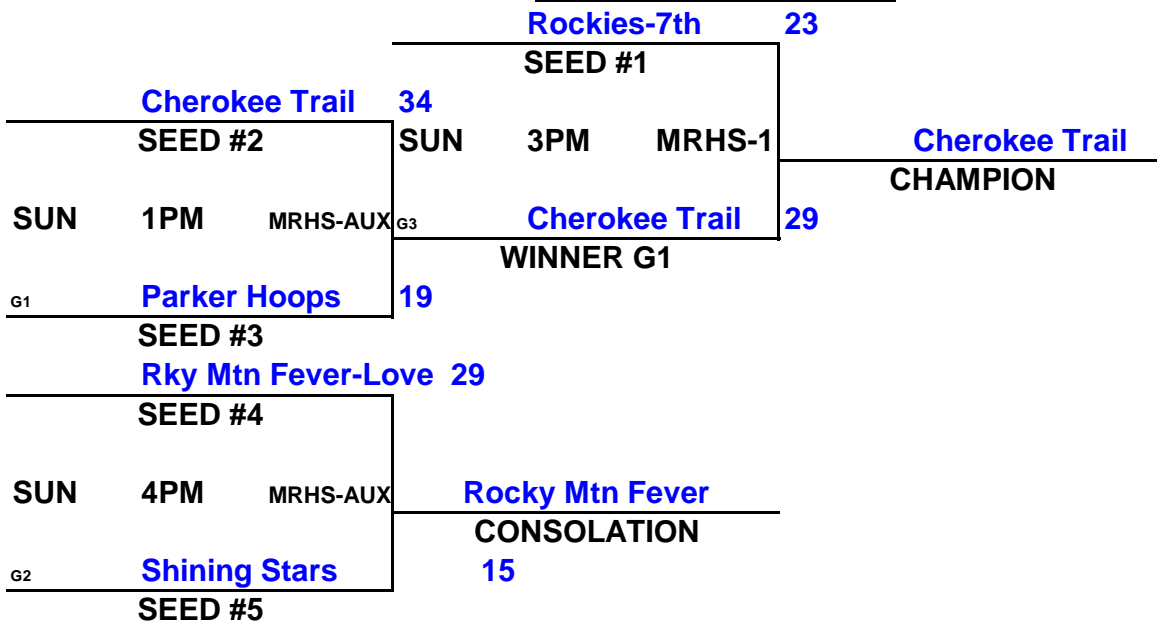 Rockies-7th 23
SEED #1
Cherokee Trail 34
SEED #2 SUN 3PM MRHS-1 Cherokee Trail
CHAMPION
SUN 1PM MRHS-AUX G3 Cherokee Trail 29
WINNER G1
G1 Parker Hoops 19
SEED #3
Rky Mtn Fever-Love 29
SEED #4
SUN 4PM MRHS-AUX Rocky Mtn Fever
CONSOLATION
G2 Shining Stars 15
SEED #5